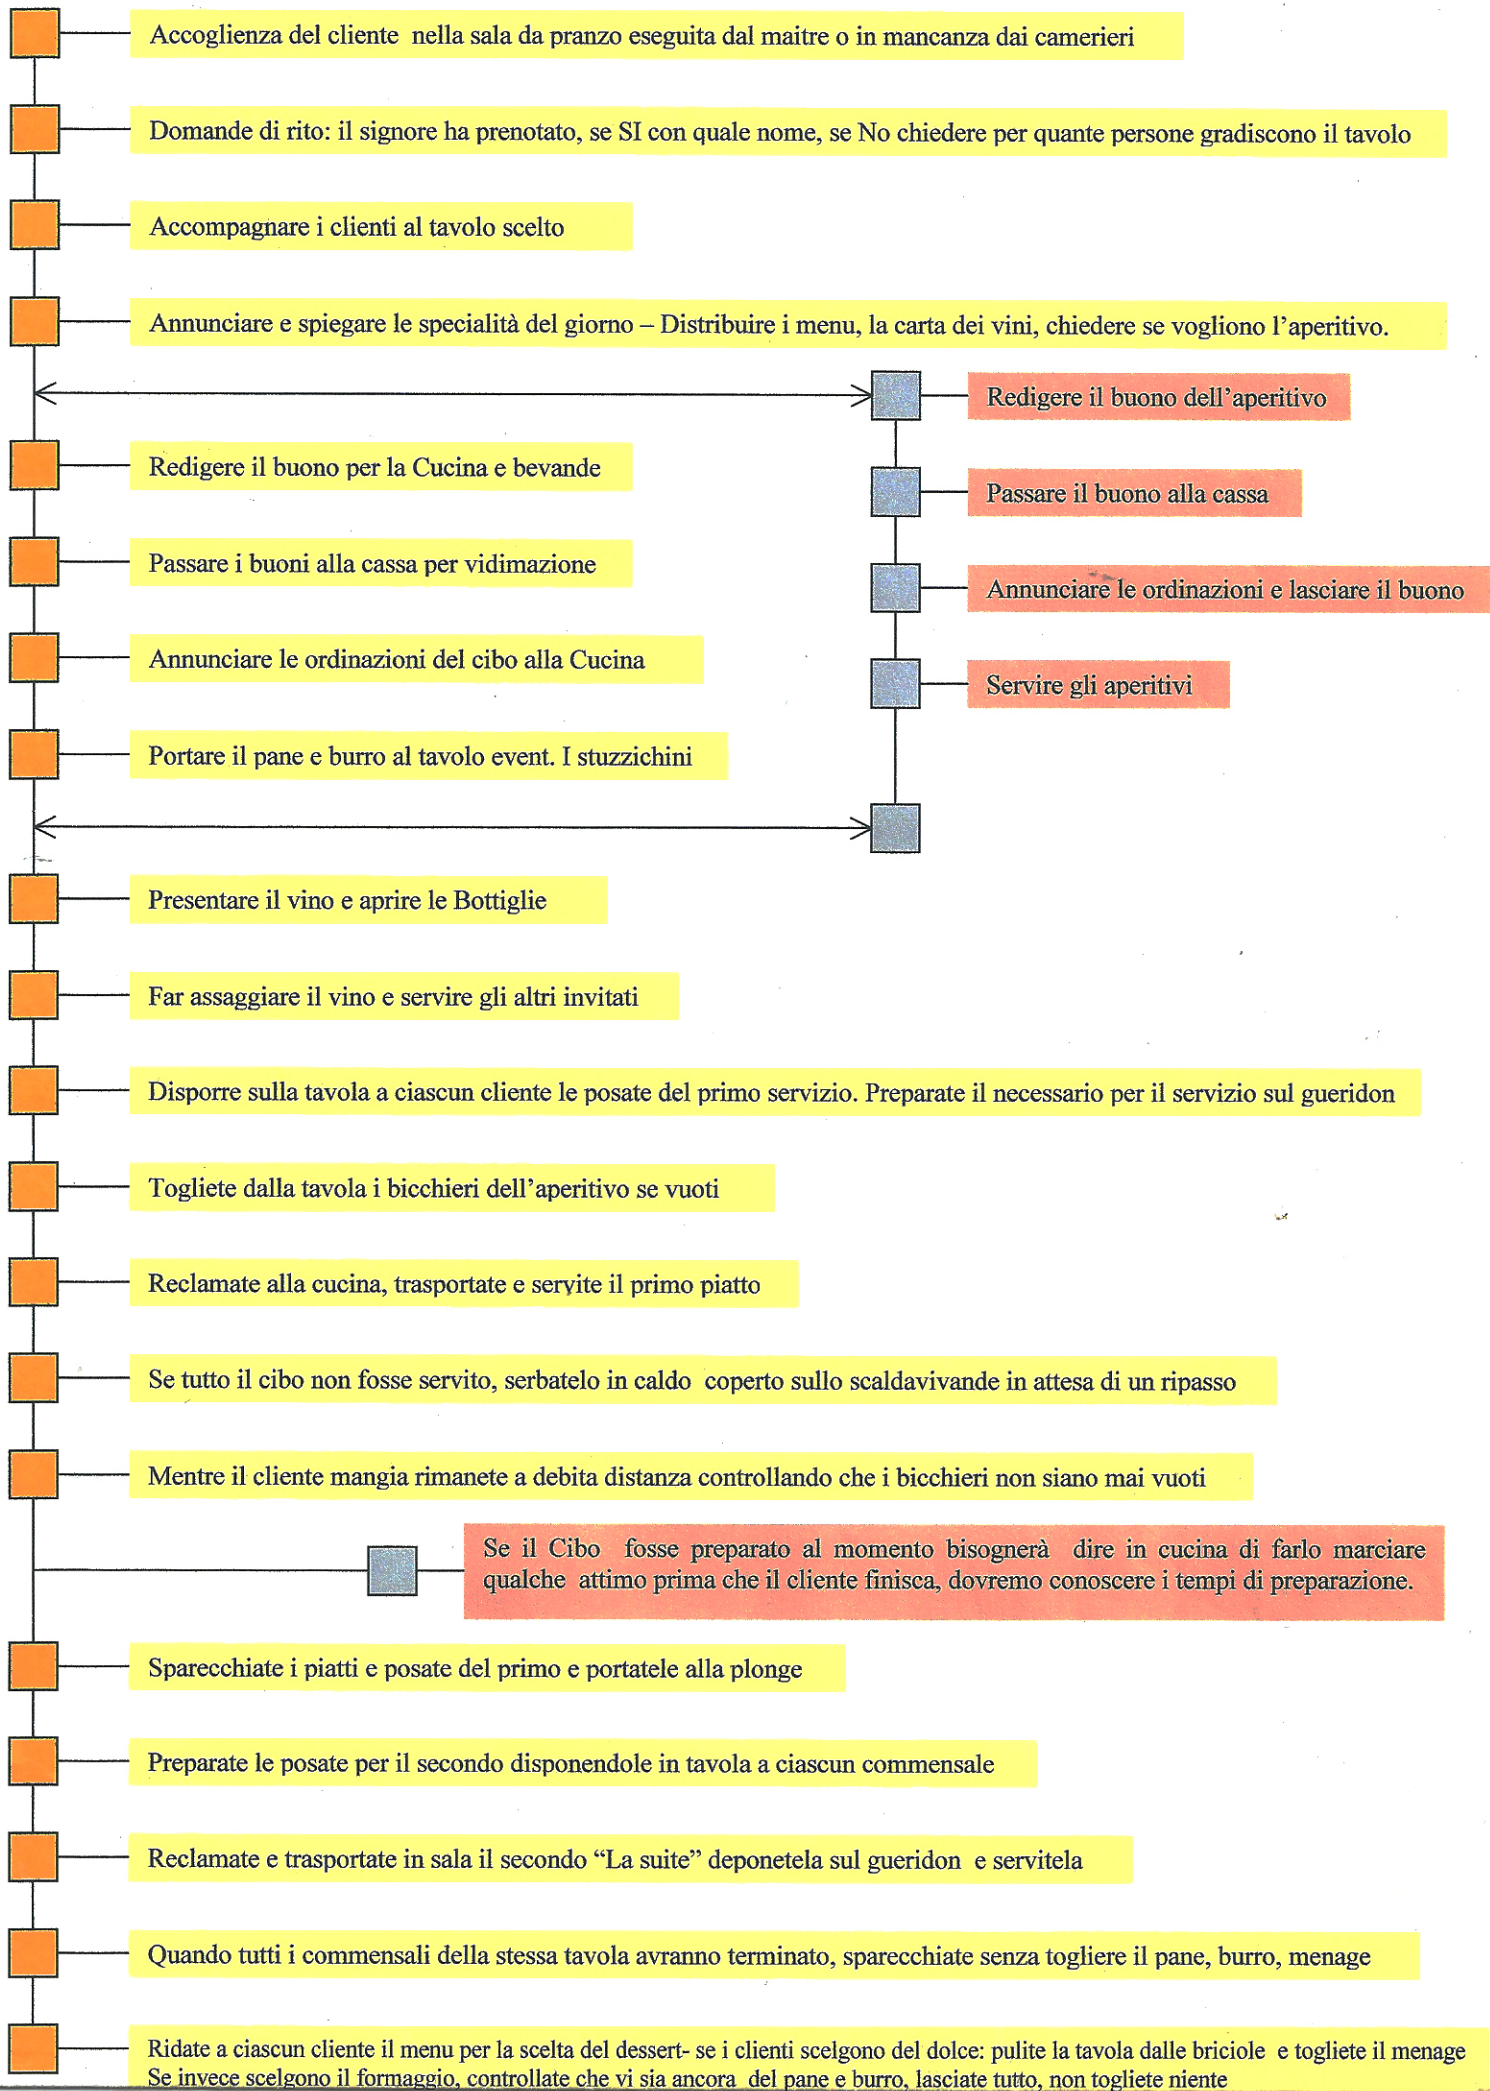 Accoglienza del cliente nella sala da pranzo eseguita dal maitre o in mancanza dai camerieri
Domande di rito: il signore ha prenotato, se SI con quale nome, se No chiedere per quante persone gradiscono il tavolo
Accompagnare i clienti al tavolo scelto
Annunciare e spiegare le specialità del giorno – Distribuire i menu, la carta dei vini, chiedere se vogliono l'aperitivo.
Redigere il buono dell'aperitivo
Redigere il buono per la Cucina e bevande
Passare il buono alla cassa
Passare i buoni alla cassa per vidimazione
Annunciare le ordinazioni e lasciare il buono
Annunciare le ordinazioni del cibo alla Cucina
Servire gli aperitivi
Portare il pane e burro al tavolo event. I stuzzichini
Presentare il vino e aprire le Bottiglie
Far assaggiare il vino e servire gli altri invitati
Disporre sulla tavola a ciascun cliente le posate del primo servizio. Preparate il necessario per il servizio sul gueridon
Togliete dalla tavola i bicchieri dell'aperitivo se vuoti
Reclamate alla cucina, trasportate e servite il primo piatto
Se tutto il cibo non fosse servito, serbatelo in caldo coperto sullo scaldavivande in attesa di un ripasso
Mentre il cliente mangia rimanete a debita distanza controllando che i bicchieri non siano mai vuoti
Se il Cibo fosse preparato al momento bisognerà dire in cucina di farlo marciare
qualche attimo prima che il cliente finisca, dovremo conoscere i tempi di preparazione.
Sparecchiate i piatti e posate del primo e portatele alla plonge
Preparate le posate per il secondo disponendole in tavola a ciascun commensale
Reclamate e trasportate in sala il secondo “La suite” deponetela sul gueridon e servitela
Quando tutti i commensali della stessa tavola avranno terminato, sparecchiate senza togliere il pane, burro, menage
Ridate a ciascun cliente il menu per la scelta del dessert- se i clienti scelgono del dolce: pulite la tavola dalle briciole e togliete il menage
Se invece scelgono il formaggio, controllate che vi sia ancora del pane e burro, lasciate tutto, non togliete niente